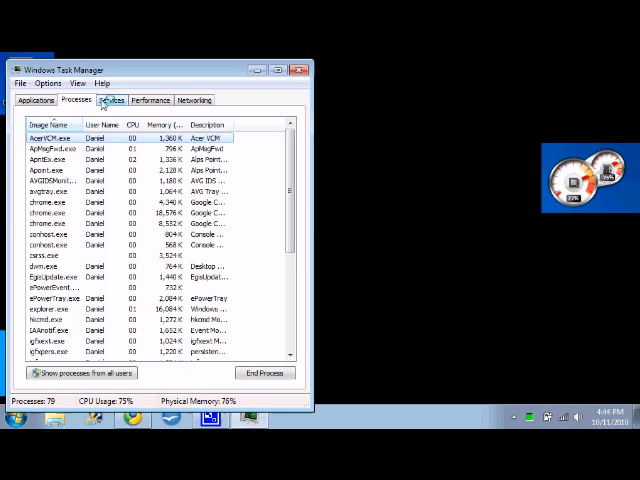 Windows Task Manager
File Options View Help
Applications Processes Services Performance Networking
Image Name User Name CPU Memory (... Description
AcerVCM.exe Daniel 00 1,360 K Acer VCM
ApMsgFwd.exe Daniel 01 796 K ApMsgFwd
ApntEx.exe Daniel 02 1,336 K Alps Point...
Apoint.exe Daniel 00 2,128 K Alps Point...
AVGIDSMonit... Daniel 00 1,180 K AVG IDS ...
avgtray.exe Daniel 01 1,064 K AVG Tray ...
chrome.exe Daniel 00 4,340 K Google C...
chrome.exe Daniel 00 18,576 K Google C...
chrome.exe Daniel 00 8,552 K Google C...
conhost.exe Daniel 00 804 K Console ...
conhost.exe Daniel 00 668 K Console ...
csrss.exe 00 3,524 K
dwm.exe Daniel 00 764 K Desktop ...
EgisUpdate.exe Daniel 00 1,440 K EgisUpdat...
ePowerEvent... 00 732 K
ePowerTray.exe Daniel 00 2,084 K ePowerTray
explorer.exe Daniel 01 16,084 K Windows ...
hkcmd.exe Daniel 00 1,272 K hkcmd Mo...
IAAnotif.exe Daniel 00 1,652 K Event Mo...
igfxext.exe Daniel 00 1,024 K igfxext M...
igfxpers.exe Daniel 00 1,220 K persisten...
Show processes from all users End Process
Processes: 79 CPU Usage: 75% Physical Memory: 76%
22%
76%
4:44 PM
10/11/2010